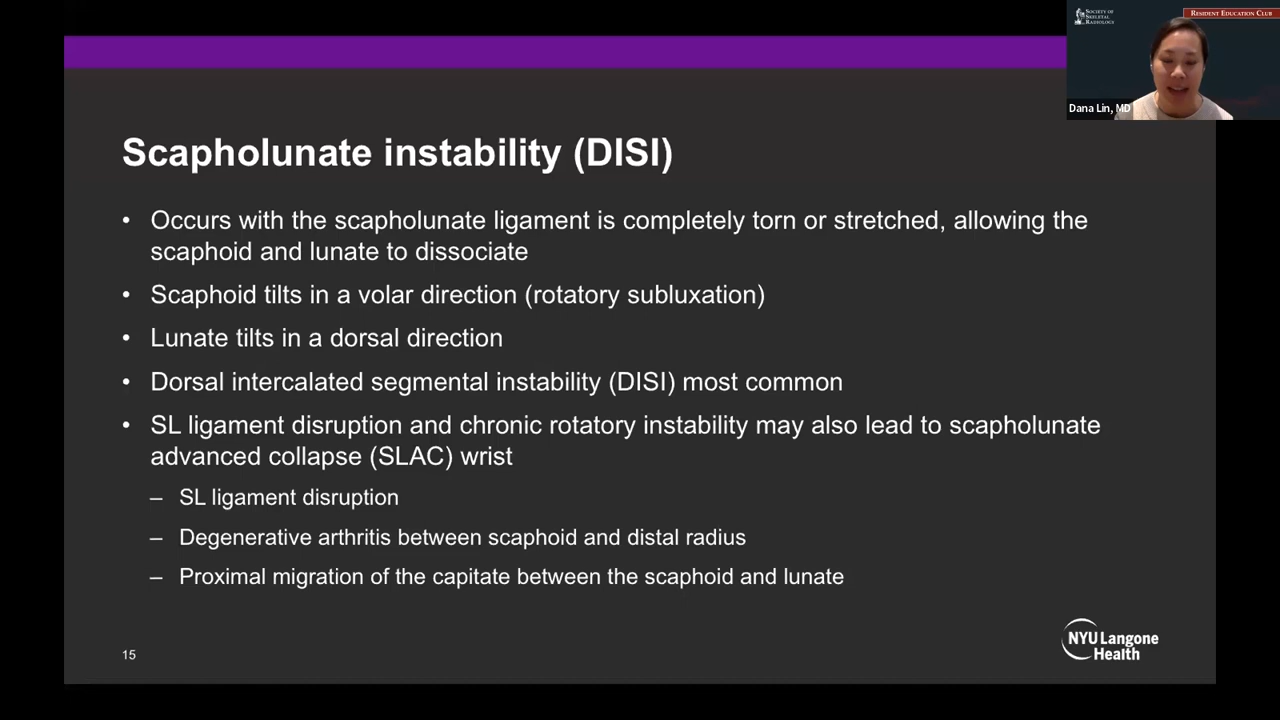 SOCIETY OF
SKELETAL
RADIOLOGY
RESIDENT EDUCATION CLUB
Dana Lin, MD
Scapholunate instability (DISI)
• Occurs with the scapholunate ligament is completely torn or stretched, allowing the
scaphoid and lunate to dissociate
• Scaphoid tilts in a volar direction (rotatory subluxation)
• Lunate tilts in a dorsal direction
• Dorsal intercalated segmental instability (DISI) most common
• SL ligament disruption and chronic rotatory instability may also lead to scapholunate
advanced collapse (SLAC) wrist
– SL ligament disruption
– Degenerative arthritis between scaphoid and distal radius
– Proximal migration of the capitate between the scaphoid and lunate
15
NYU Langone
Health